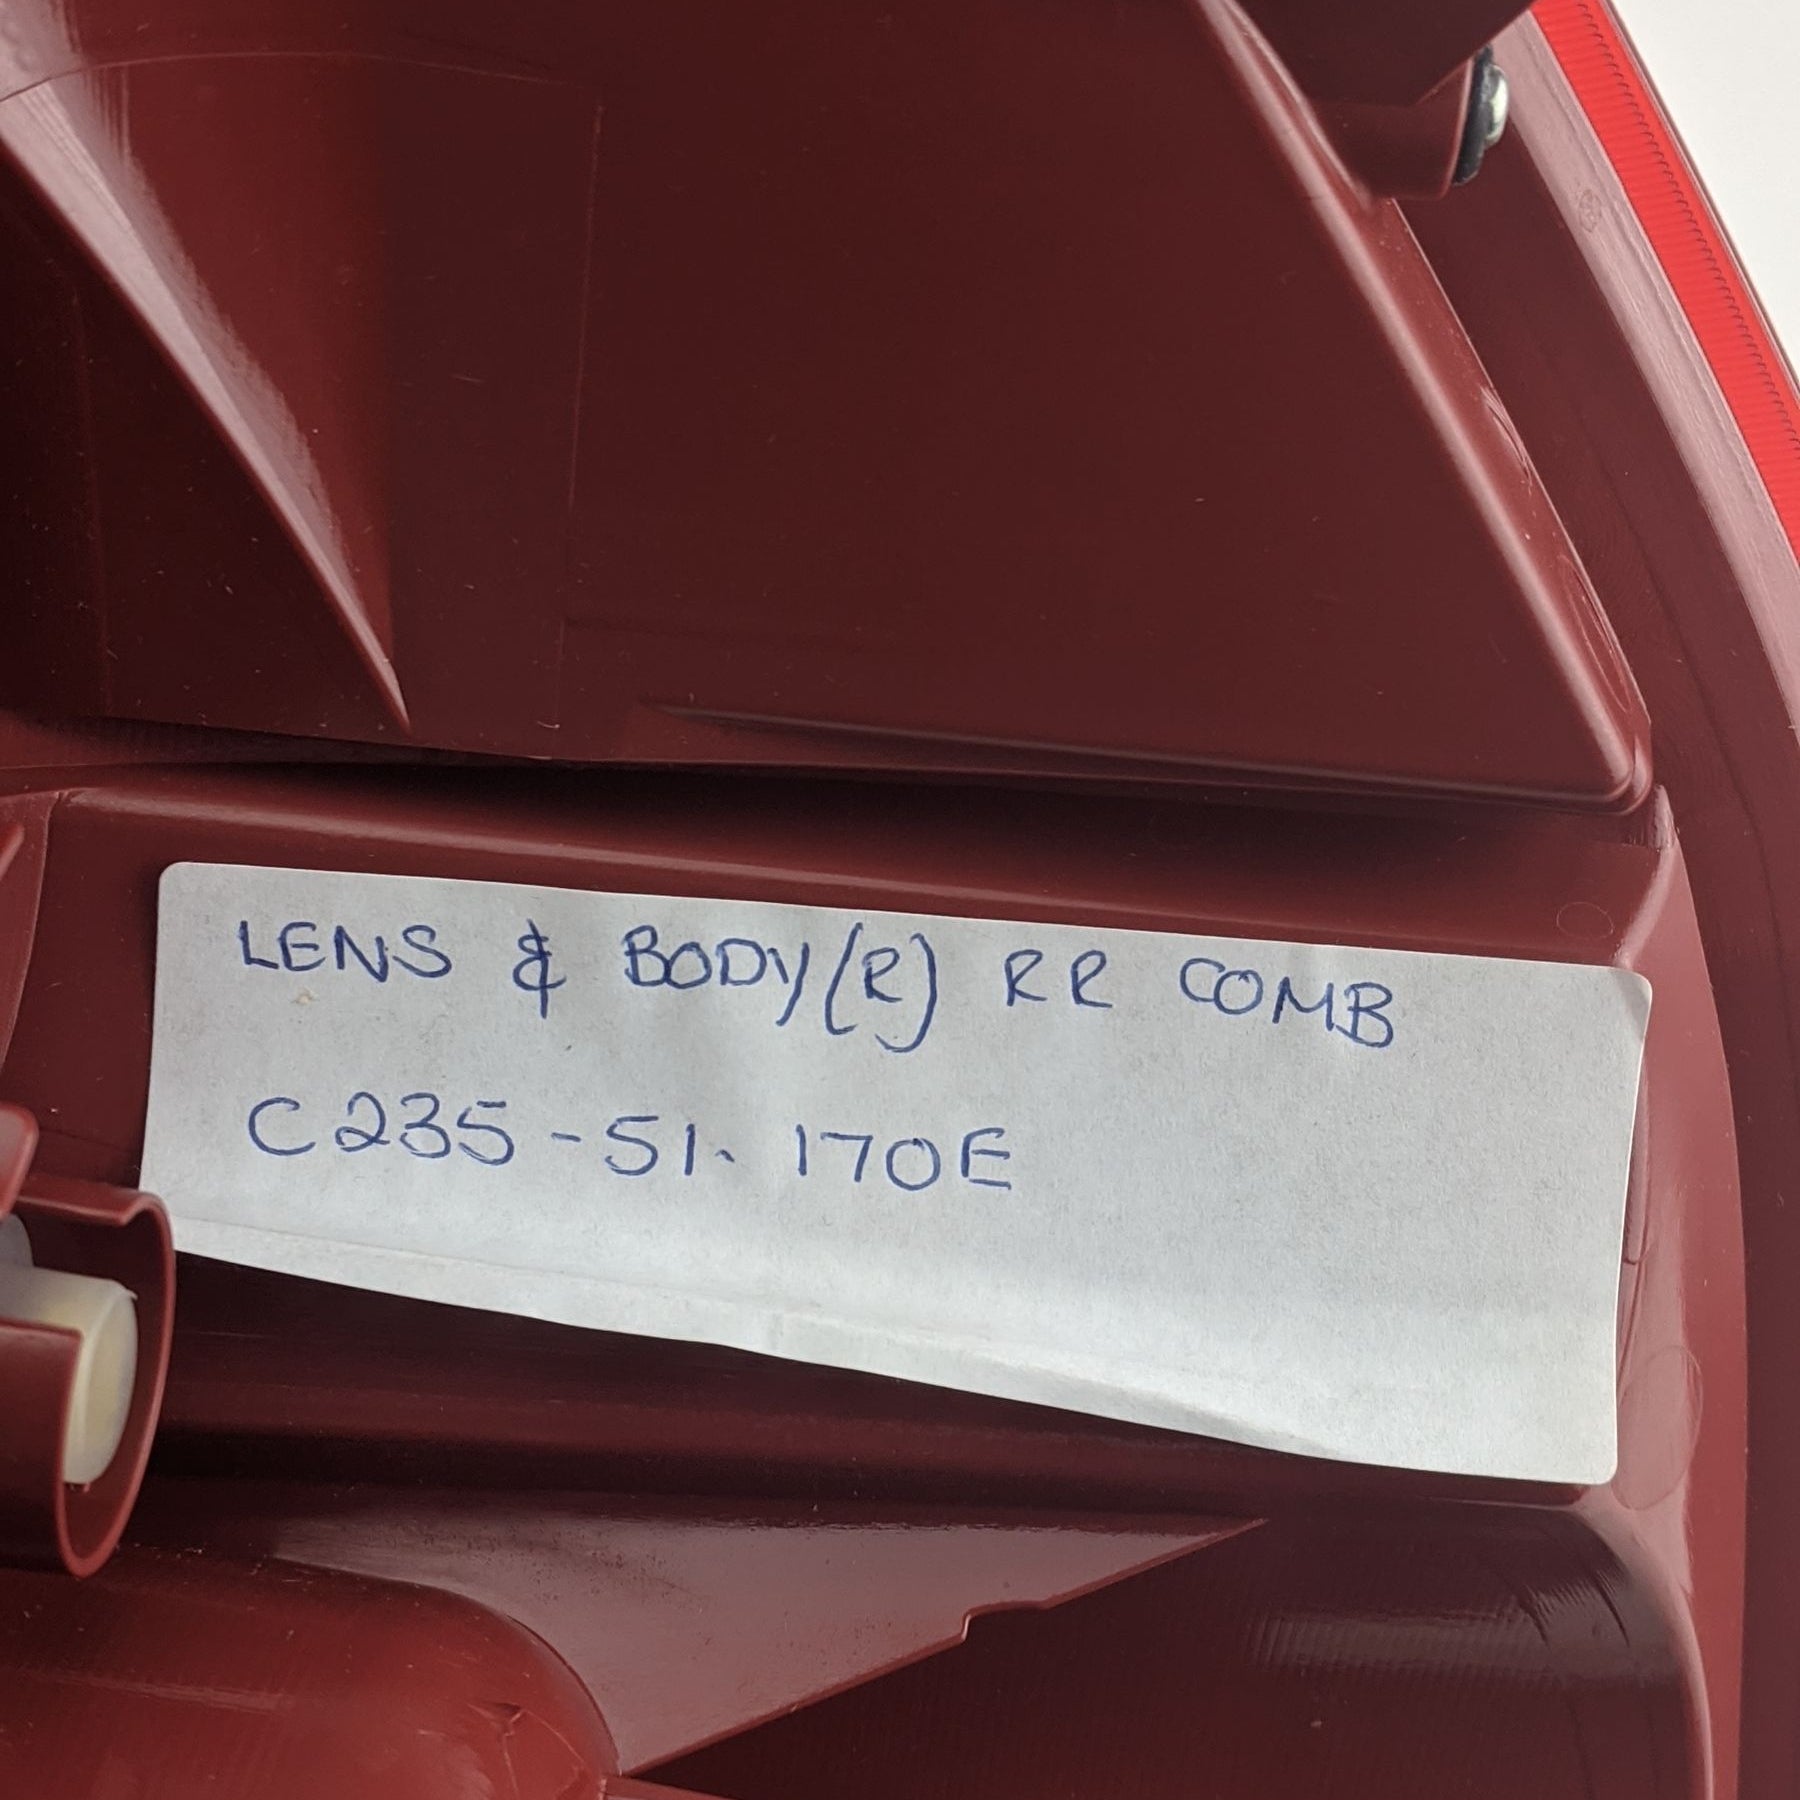 LENS & BODY(R) RR COMB
C235-51. 170E